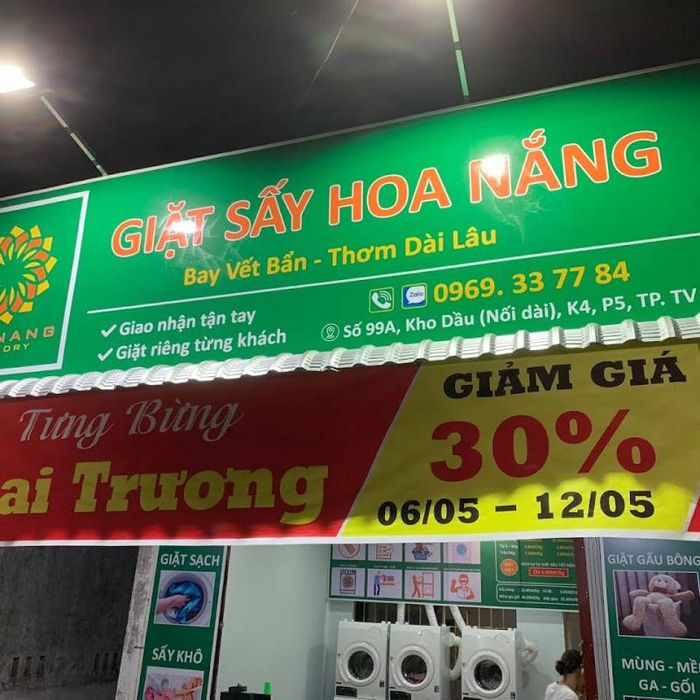 GIẶT SẤY HOA NẮNG
Bay Vết Bẩn - Thơm Dài Lâu
NANG
DRY
Giao nhận tận tay
Giặt riêng từng khách
Zalo
0969. 33 77 84
Số 99A, Kho Dầu (Nối dài), K4, P5, TP. TV
Tưng Bừng
ai Trương
GIẢM GIÁ
30%
06/05 - 12/05
GIẶT SẠCH
SẤY KHÔ
GIẶT GẤU BÔNG
MÙNG - MỀ
GA - GỐI